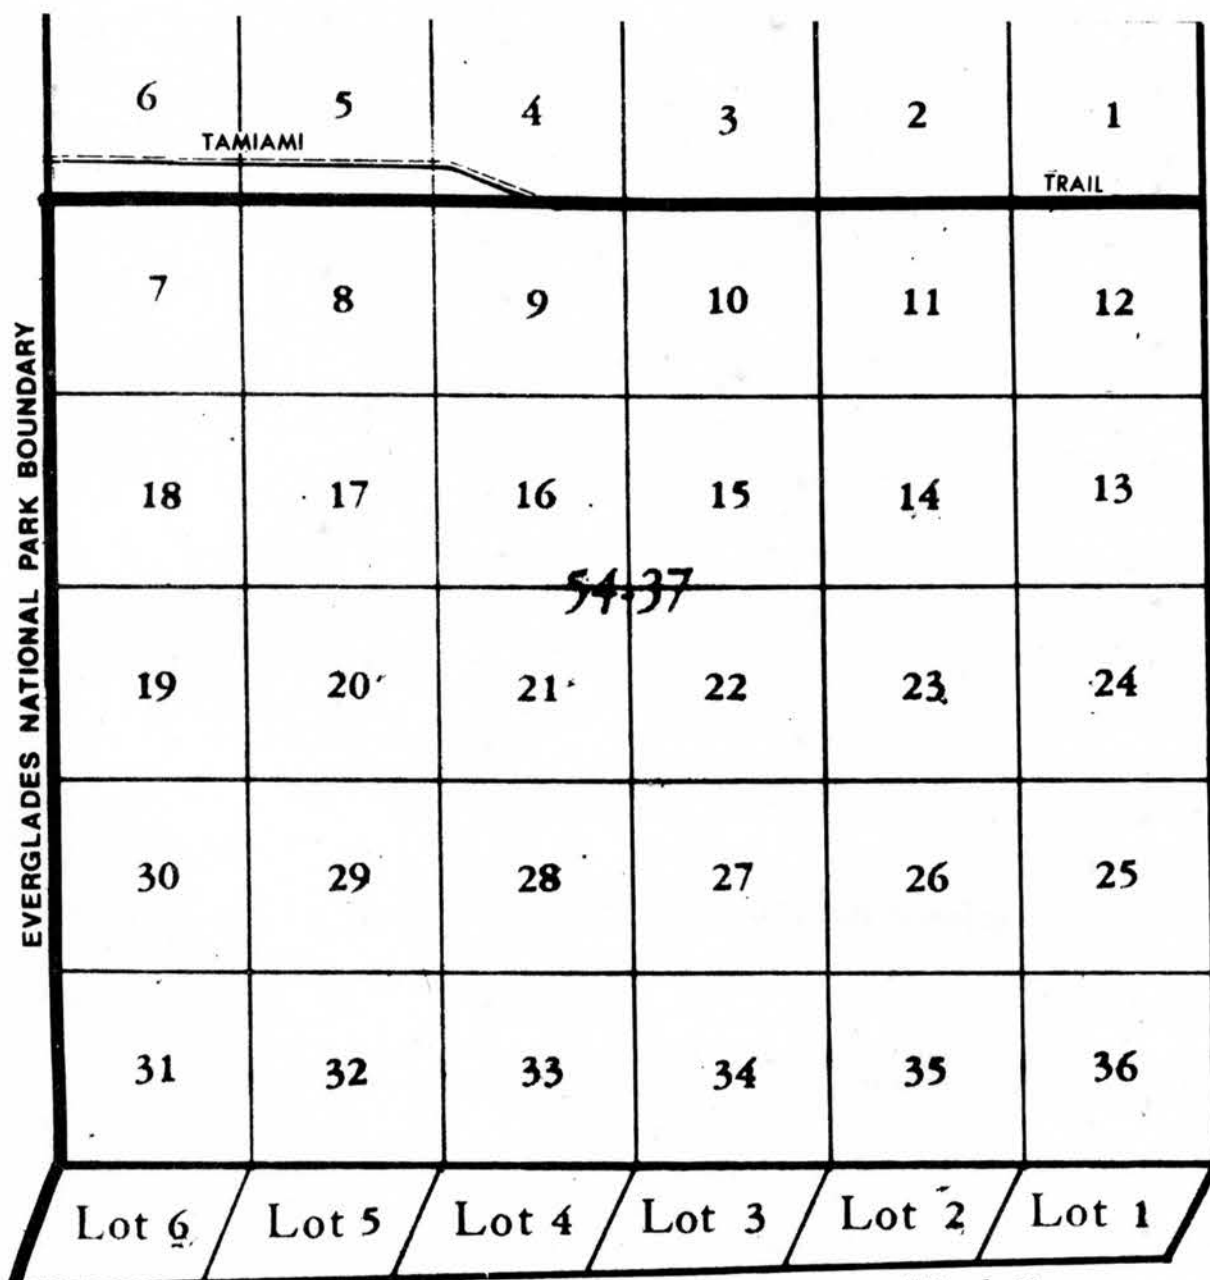 6 5 4 3 2 1
TAMIAMI
TRAIL
7 8 9 10 11 12
EVERGLADES NATIONAL PARK BOUNDARY
18 17 16 15 14 13
54-37
19 20 21 22 23 24
30 29 28 27 26 25
31 32 33 34 35 36
Lot 6 Lot 5 Lot 4 Lot 3 Lot 2 Lot 1